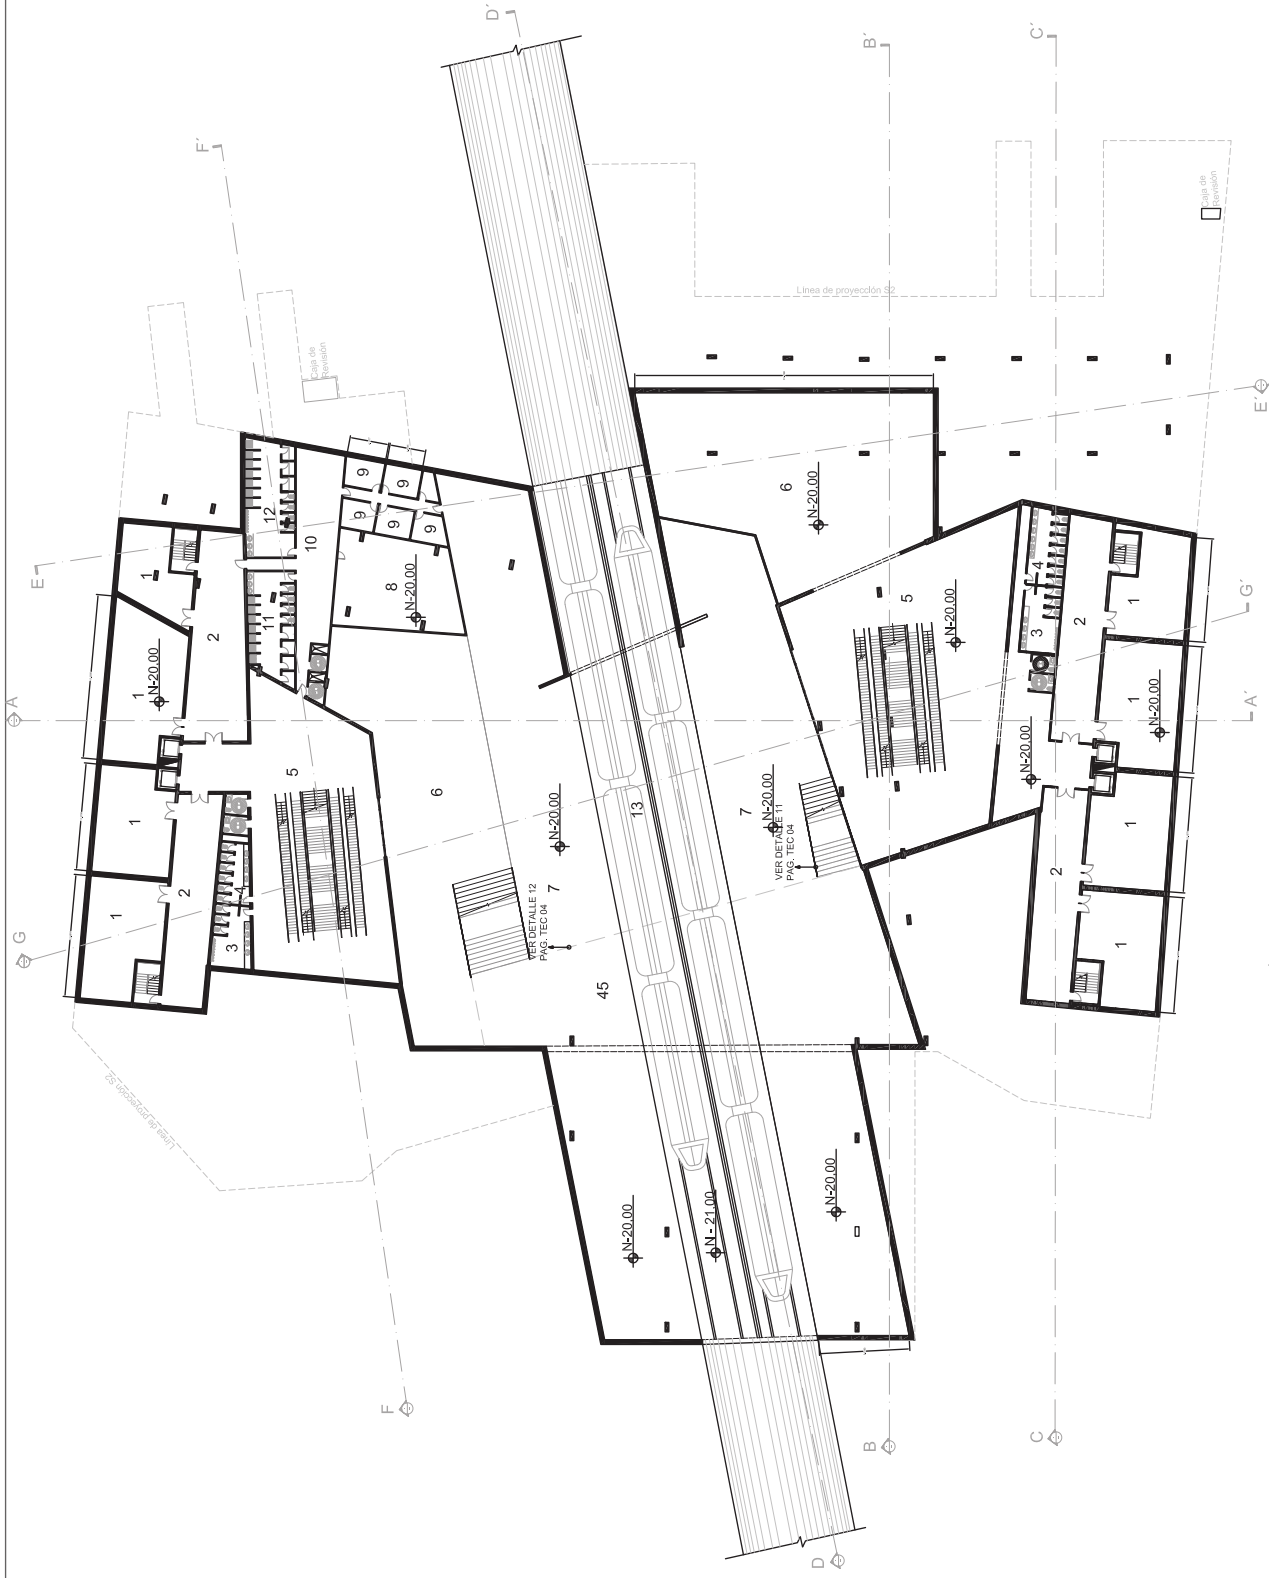 D´
B´
C´
F´
Caja de
Revisión
Línea de proyección S2
Caja de
Revisión
E´
E
1
12
9
9
9
9
9
10
6
N-20.00
2
11
8
N-20.00
5
N-20.00
4
3
2
1
G´
1
N-20.00
A
A´
1
N-20.00
N-20.00
5
6
13
7
N-20.00
VER DETALLE 11
PAG. TEC 04
1
N-20.00
1
2
4
3
7
VER DETALLE 12
PAG. TEC 04
2
1
1
G
45
Línea de proyección S2
N-20.00
N - 21.00
N-20.00
F
B
C
D